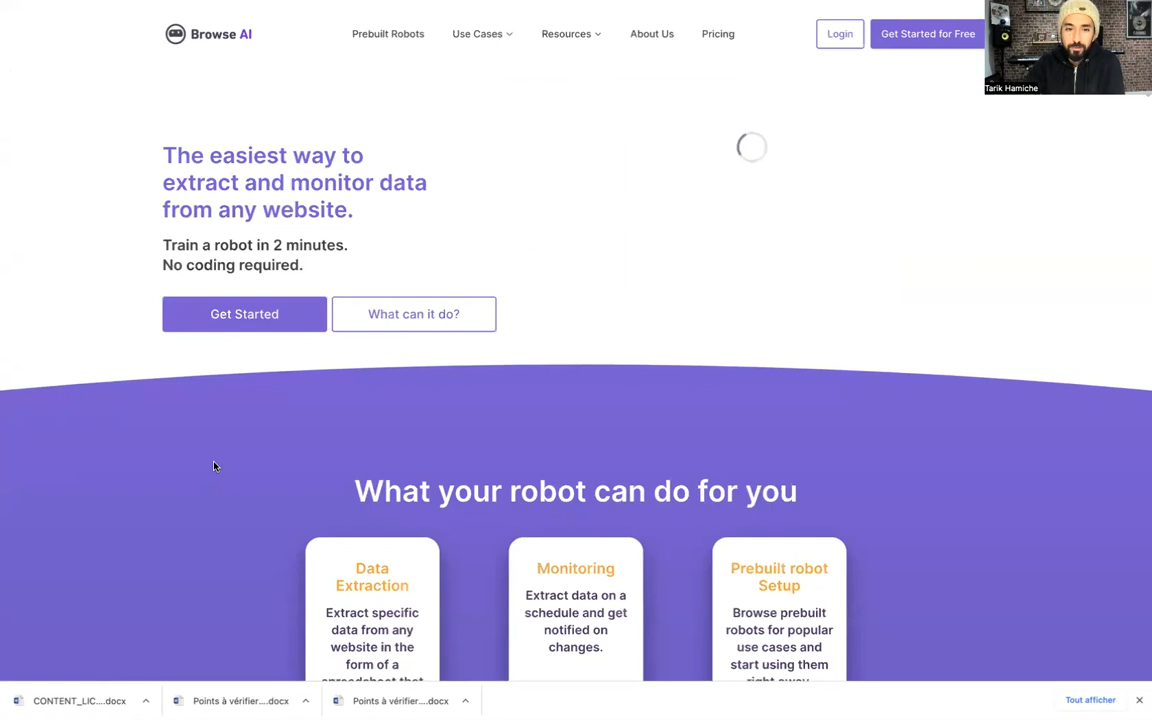 Browse AI
Prebuilt Robots
Use Cases
Resources
About Us
Pricing
Login
Get Started for Free
Tarik Hamiche
The easiest way to
extract and monitor data
from any website.
Train a robot in 2 minutes.
No coding required.
Get Started
What can it do?
What your robot can do for you
Data
Extraction
Extract specific
data from any
website in the
form of a
spreadsheet that
Monitoring
Extract data on a
schedule and get
notified on
changes.
Prebuilt robot
Setup
Browse prebuilt
robots for popular
use cases and
start using them
right away.
CONTENT_LIC....docx
Points à vérifier....docx
Points à vérifier....docx
Tout afficher